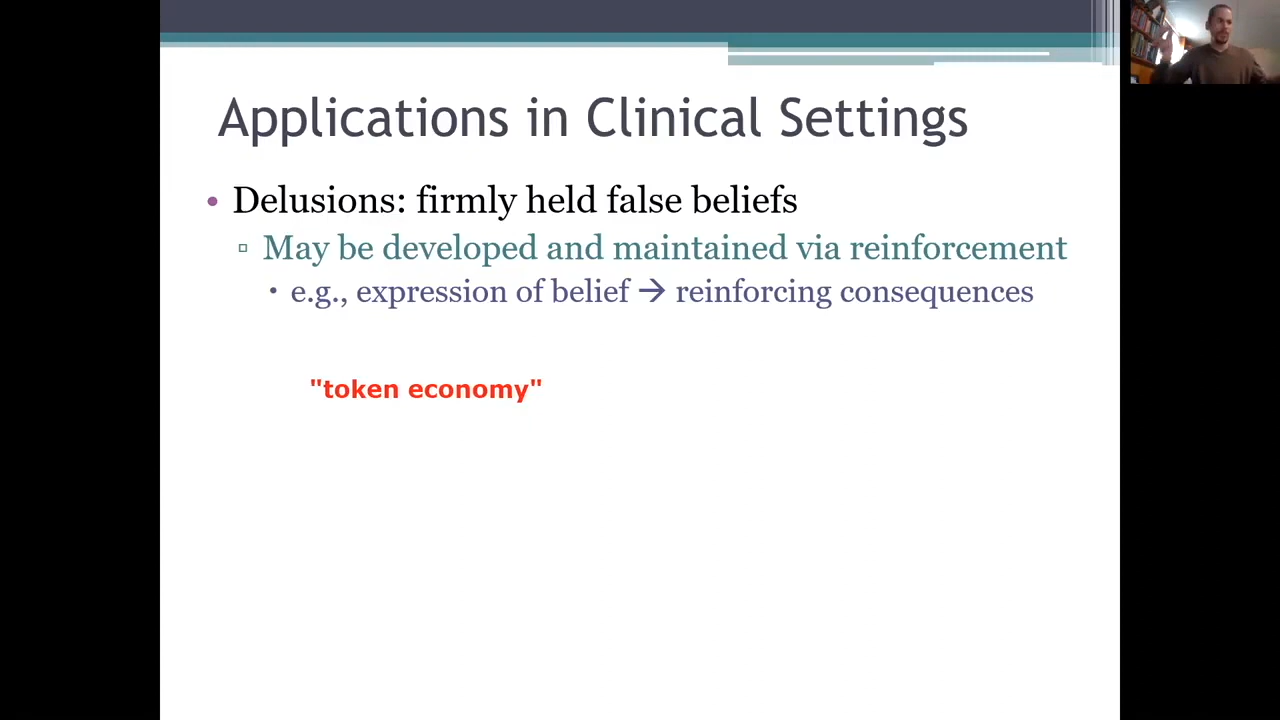 Applications in Clinical Settings
• Delusions: firmly held false beliefs
▫ May be developed and maintained via reinforcement
▪ e.g., expression of belief → reinforcing consequences
"token economy"